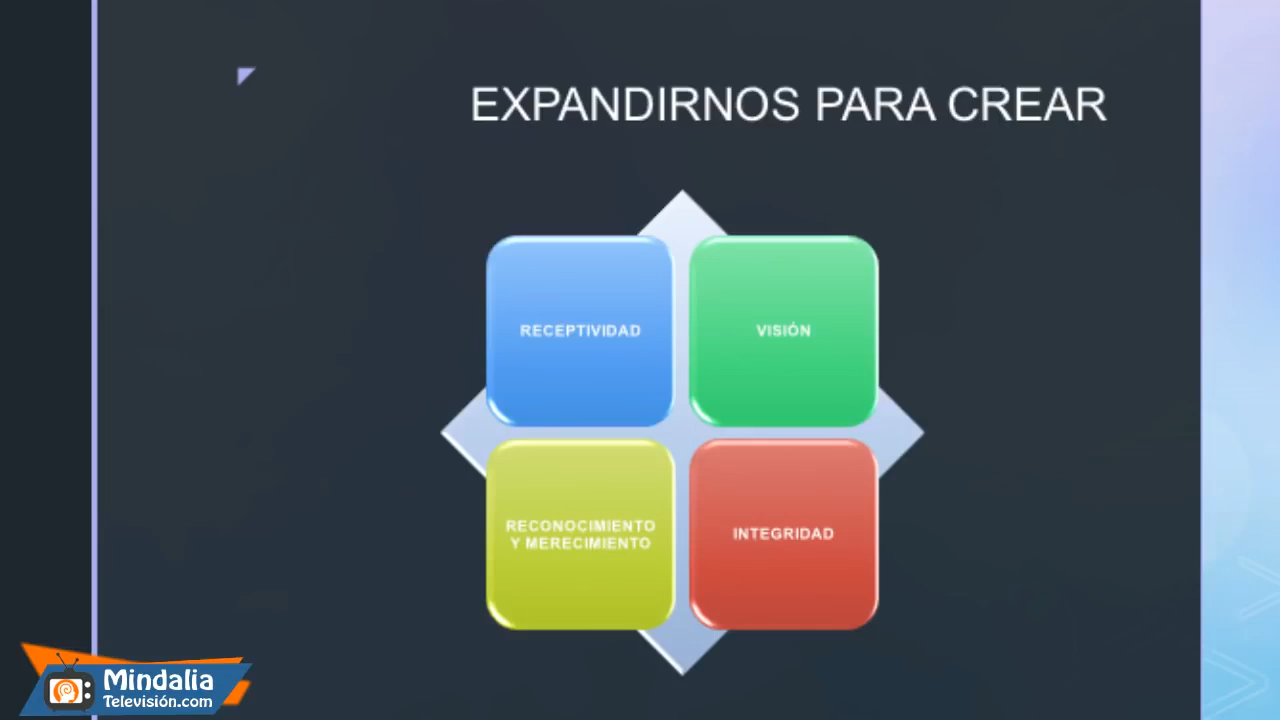 EXPANDIRNOS PARA CREAR
RECEPTIVIDAD
VISIÓN
RECONOCIMIENTO
Y MERECIMIENTO
INTEGRIDAD
Mindalia
Televisión.com